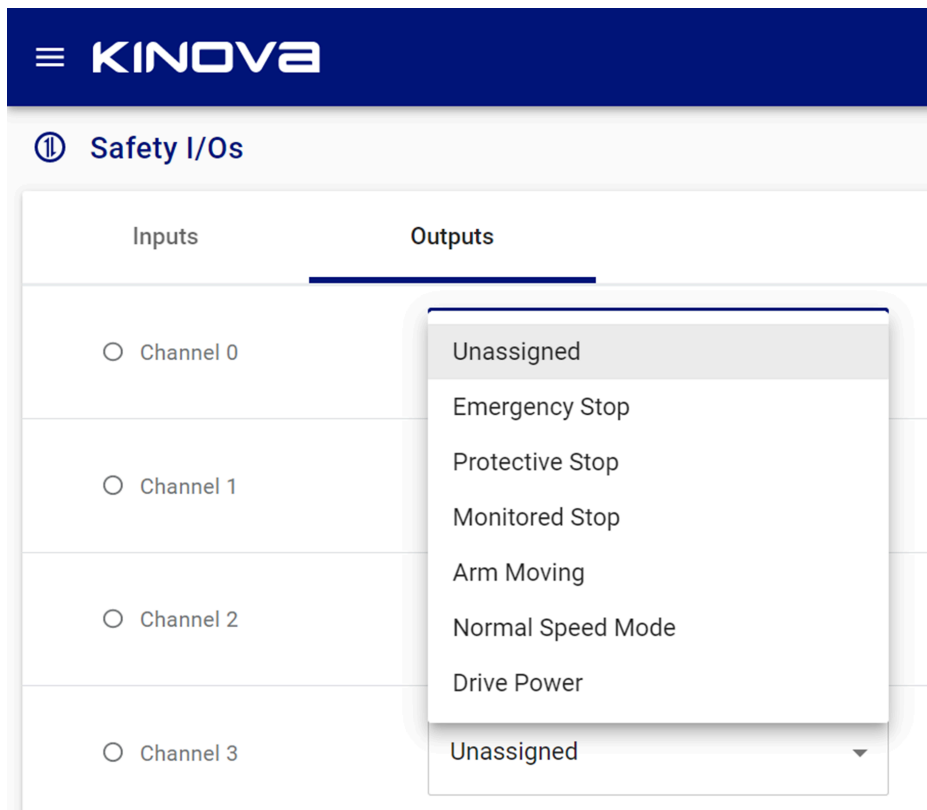 KINOVA
Safety I/Os
Inputs
Outputs
Channel 0
Unassigned
Emergency Stop
Channel 1
Protective Stop
Monitored Stop
Arm Moving
Channel 2
Normal Speed Mode
Drive Power
Channel 3
Unassigned